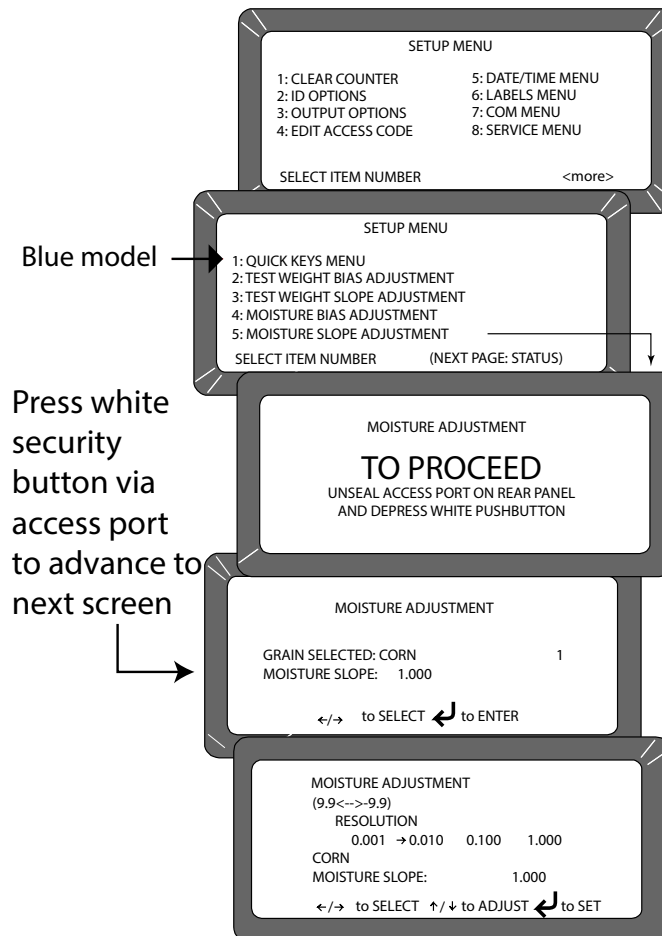 SETUP MENU
1: CLEAR COUNTER 5: DATE/TIME MENU
2: ID OPTIONS 6: LABELS MENU
3: OUTPUT OPTIONS 7: COM MENU
4: EDIT ACCESS CODE 8: SERVICE MENU
SELECT ITEM NUMBER <more>
SETUP MENU
Blue model
1: QUICK KEYS MENU
2: TEST WEIGHT BIAS ADJUSTMENT
3: TEST WEIGHT SLOPE ADJUSTMENT
4: MOISTURE BIAS ADJUSTMENT
5: MOISTURE SLOPE ADJUSTMENT
SELECT ITEM NUMBER (NEXT PAGE: STATUS)
Press white
security
button via
access port
to advance to
next screen
MOISTURE ADJUSTMENT
TO PROCEED
UNSEAL ACCESS PORT ON REAR PANEL
AND DEPRESS WHITE PUSHBUTTON
MOISTURE ADJUSTMENT
GRAIN SELECTED: CORN 1
MOISTURE SLOPE: 1.000
←/→ to SELECT ↵ to ENTER
MOISTURE ADJUSTMENT
(9.9<-->-9.9)
RESOLUTION
0.001 →0.010 0.100 1.000
CORN
MOISTURE SLOPE: 1.000
←/→ to SELECT ↑/↓ to ADJUST ↵ to SET